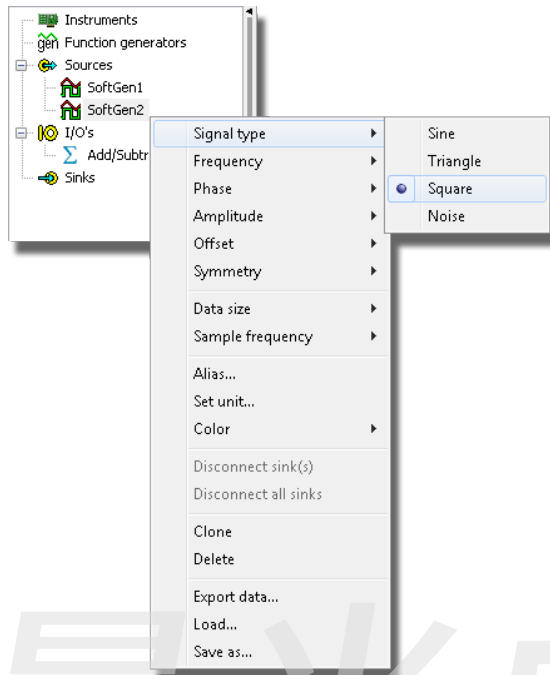 Instruments
gen Function generators
Sources
SoftGen1
SoftGen2
I/O's
Add/Subtr
Sinks
Signal type
Frequency
Phase
Amplitude
Offset
Symmetry
Data size
Sample frequency
Alias...
Set unit...
Color
Disconnect sink(s)
Disconnect all sinks
Clone
Delete
Export data...
Load...
Save as...
Sine
Triangle
Square
Noise